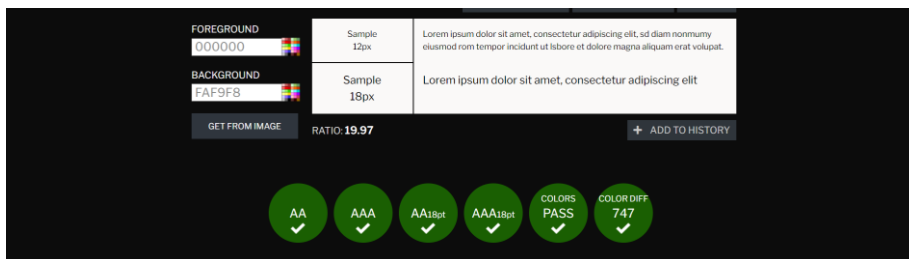 FOREGROUND
000000
BACKGROUND
FAF9F8
GET FROM IMAGE
Sample
12px
Lorem ipsum dolor sit amet, consectetur adipiscing elit, sd diam nonmumy
eiusmod rom tempor incidunt ut lsbore et dolore magna aliquam erat volupat.
Sample
18px
Lorem ipsum dolor sit amet, consectetur adipiscing elit
RATIO: 19.97
+ ADD TO HISTORY
AA
AAA
AA18pt
AAA18pt
COLORS
PASS
COLOR DIFF
747